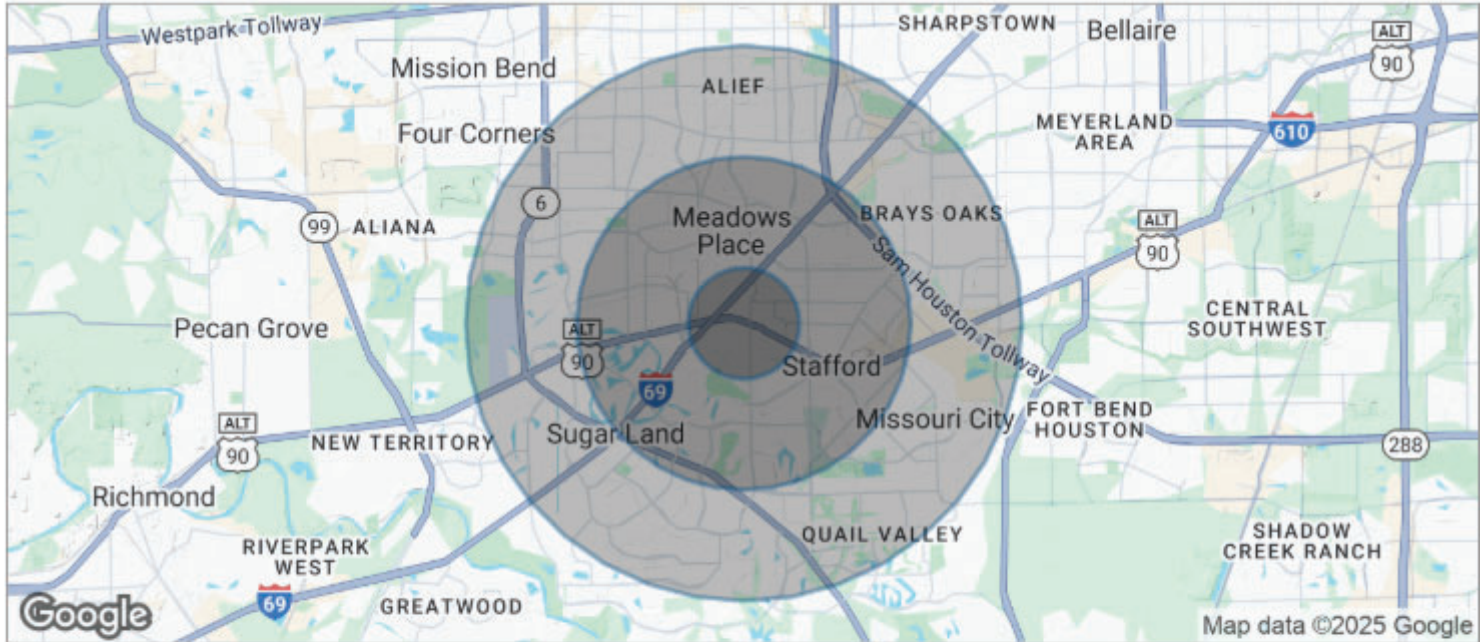 Westpark Tollway
SHARPSTOWN
Bellaire
ALT
90
Mission Bend
ALIEF
Four Corners
MEYERLAND
AREA
610
6
99
ALIANA
Meadows
Place
BRAYS OAKS
ALT
90
Sam Houston Tollway
Pecan Grove
ALT
90
CENTRAL
SOUTHWEST
Stafford
69
Missouri City
FORT BEND
HOUSTON
ALT
90
NEW TERRITORY
Sugar Land
288
Richmond
QUAIL VALLEY
SHADOW
CREEK RANCH
RIVERPARK
WEST
69
GREATWOOD
Google
Map data ©2025 Google